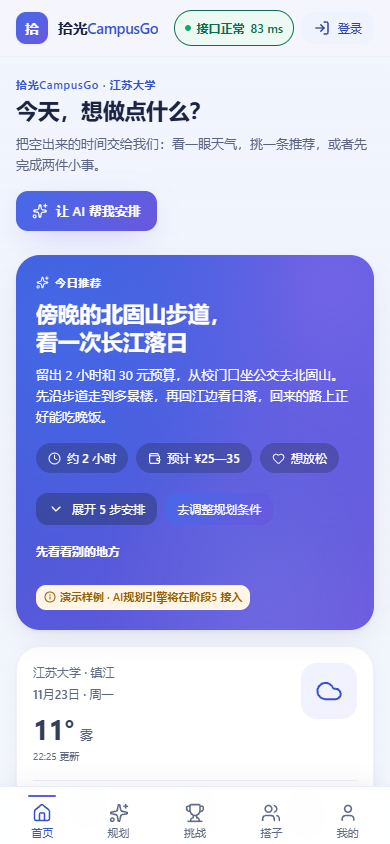 拾 拾光CampusGo 接口正常 83 ms 登录
拾光CampusGo · 江苏大学
今天，想做点什么？
把空出来的时间交给我们：看一眼天气，挑一条推荐，或者先
完成两件小事。
让 AI 帮我安排
今日推荐
傍晚的北固山步道，
看一次长江落日
留出 2 小时和 30 元预算，从校门口坐公交去北固山。
先沿步道走到多景楼，再回江边看日落，回来的路上正
好能吃晚饭。
约 2 小时 预计 ¥25—35 想放松
展开 5 步安排 去调整规划条件
先看看别的地方
演示样例 · AI规划引擎将在阶段5 接入
江苏大学 · 镇江
11月23日 · 周一
11° 雾
22:25 更新
首页 规划 挑战 搭子 我的